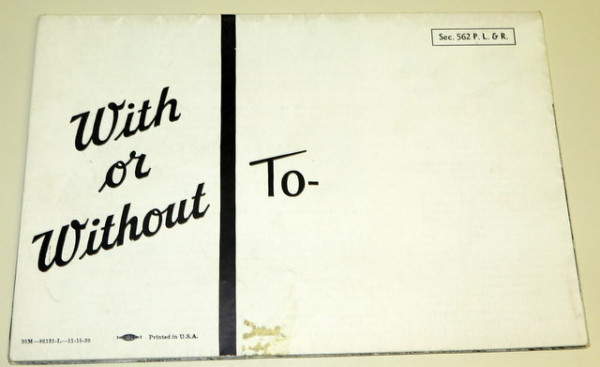 With
or
Without
Sec. 562 P. L. & R.
To-
Printed in U.S.A.